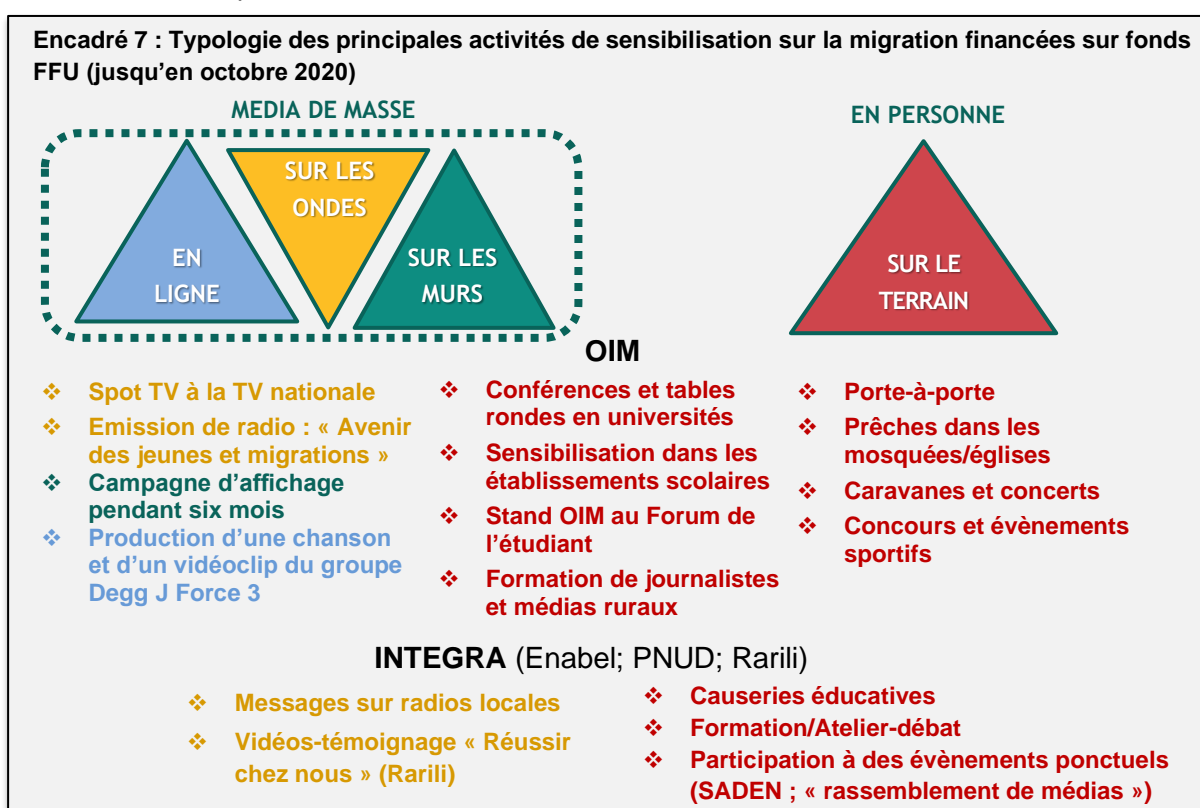 Encadré 7 : Typologie des principales activités de sensibilisation sur la migration financées sur fonds
FFU (jusqu'en octobre 2020)
MEDIA DE MASSE
EN PERSONNE
SUR LES
ONDES
EN
LIGNE
SUR LES
MURS
SUR LE
TERRAIN
OIM
❖ Spot TV à la TV nationale
❖ Emission de radio : « Avenir
des jeunes et migrations »
❖ Campagne d'affichage
pendant six mois
❖ Production d'une chanson
et d'un vidéoclip du groupe
Degg J Force 3
❖ Conférences et tables
rondes en universités
❖ Sensibilisation dans les
établissements scolaires
❖ Stand OIM au Forum de
l'étudiant
❖ Formation de journalistes
et médias ruraux
❖ Porte-à-porte
❖ Prêches dans les
mosquées/églises
❖ Caravanes et concerts
❖ Concours et évènements
sportifs
INTEGRA (Enabel; PNUD; Rarili)
❖ Messages sur radios locales
❖ Vidéos-témoignage « Réussir
chez nous » (Rarili)
❖ Causeries éducatives
❖ Formation/Atelier-débat
❖ Participation à des évènements ponctuels
(SADEN ; « rassemblement de médias »)